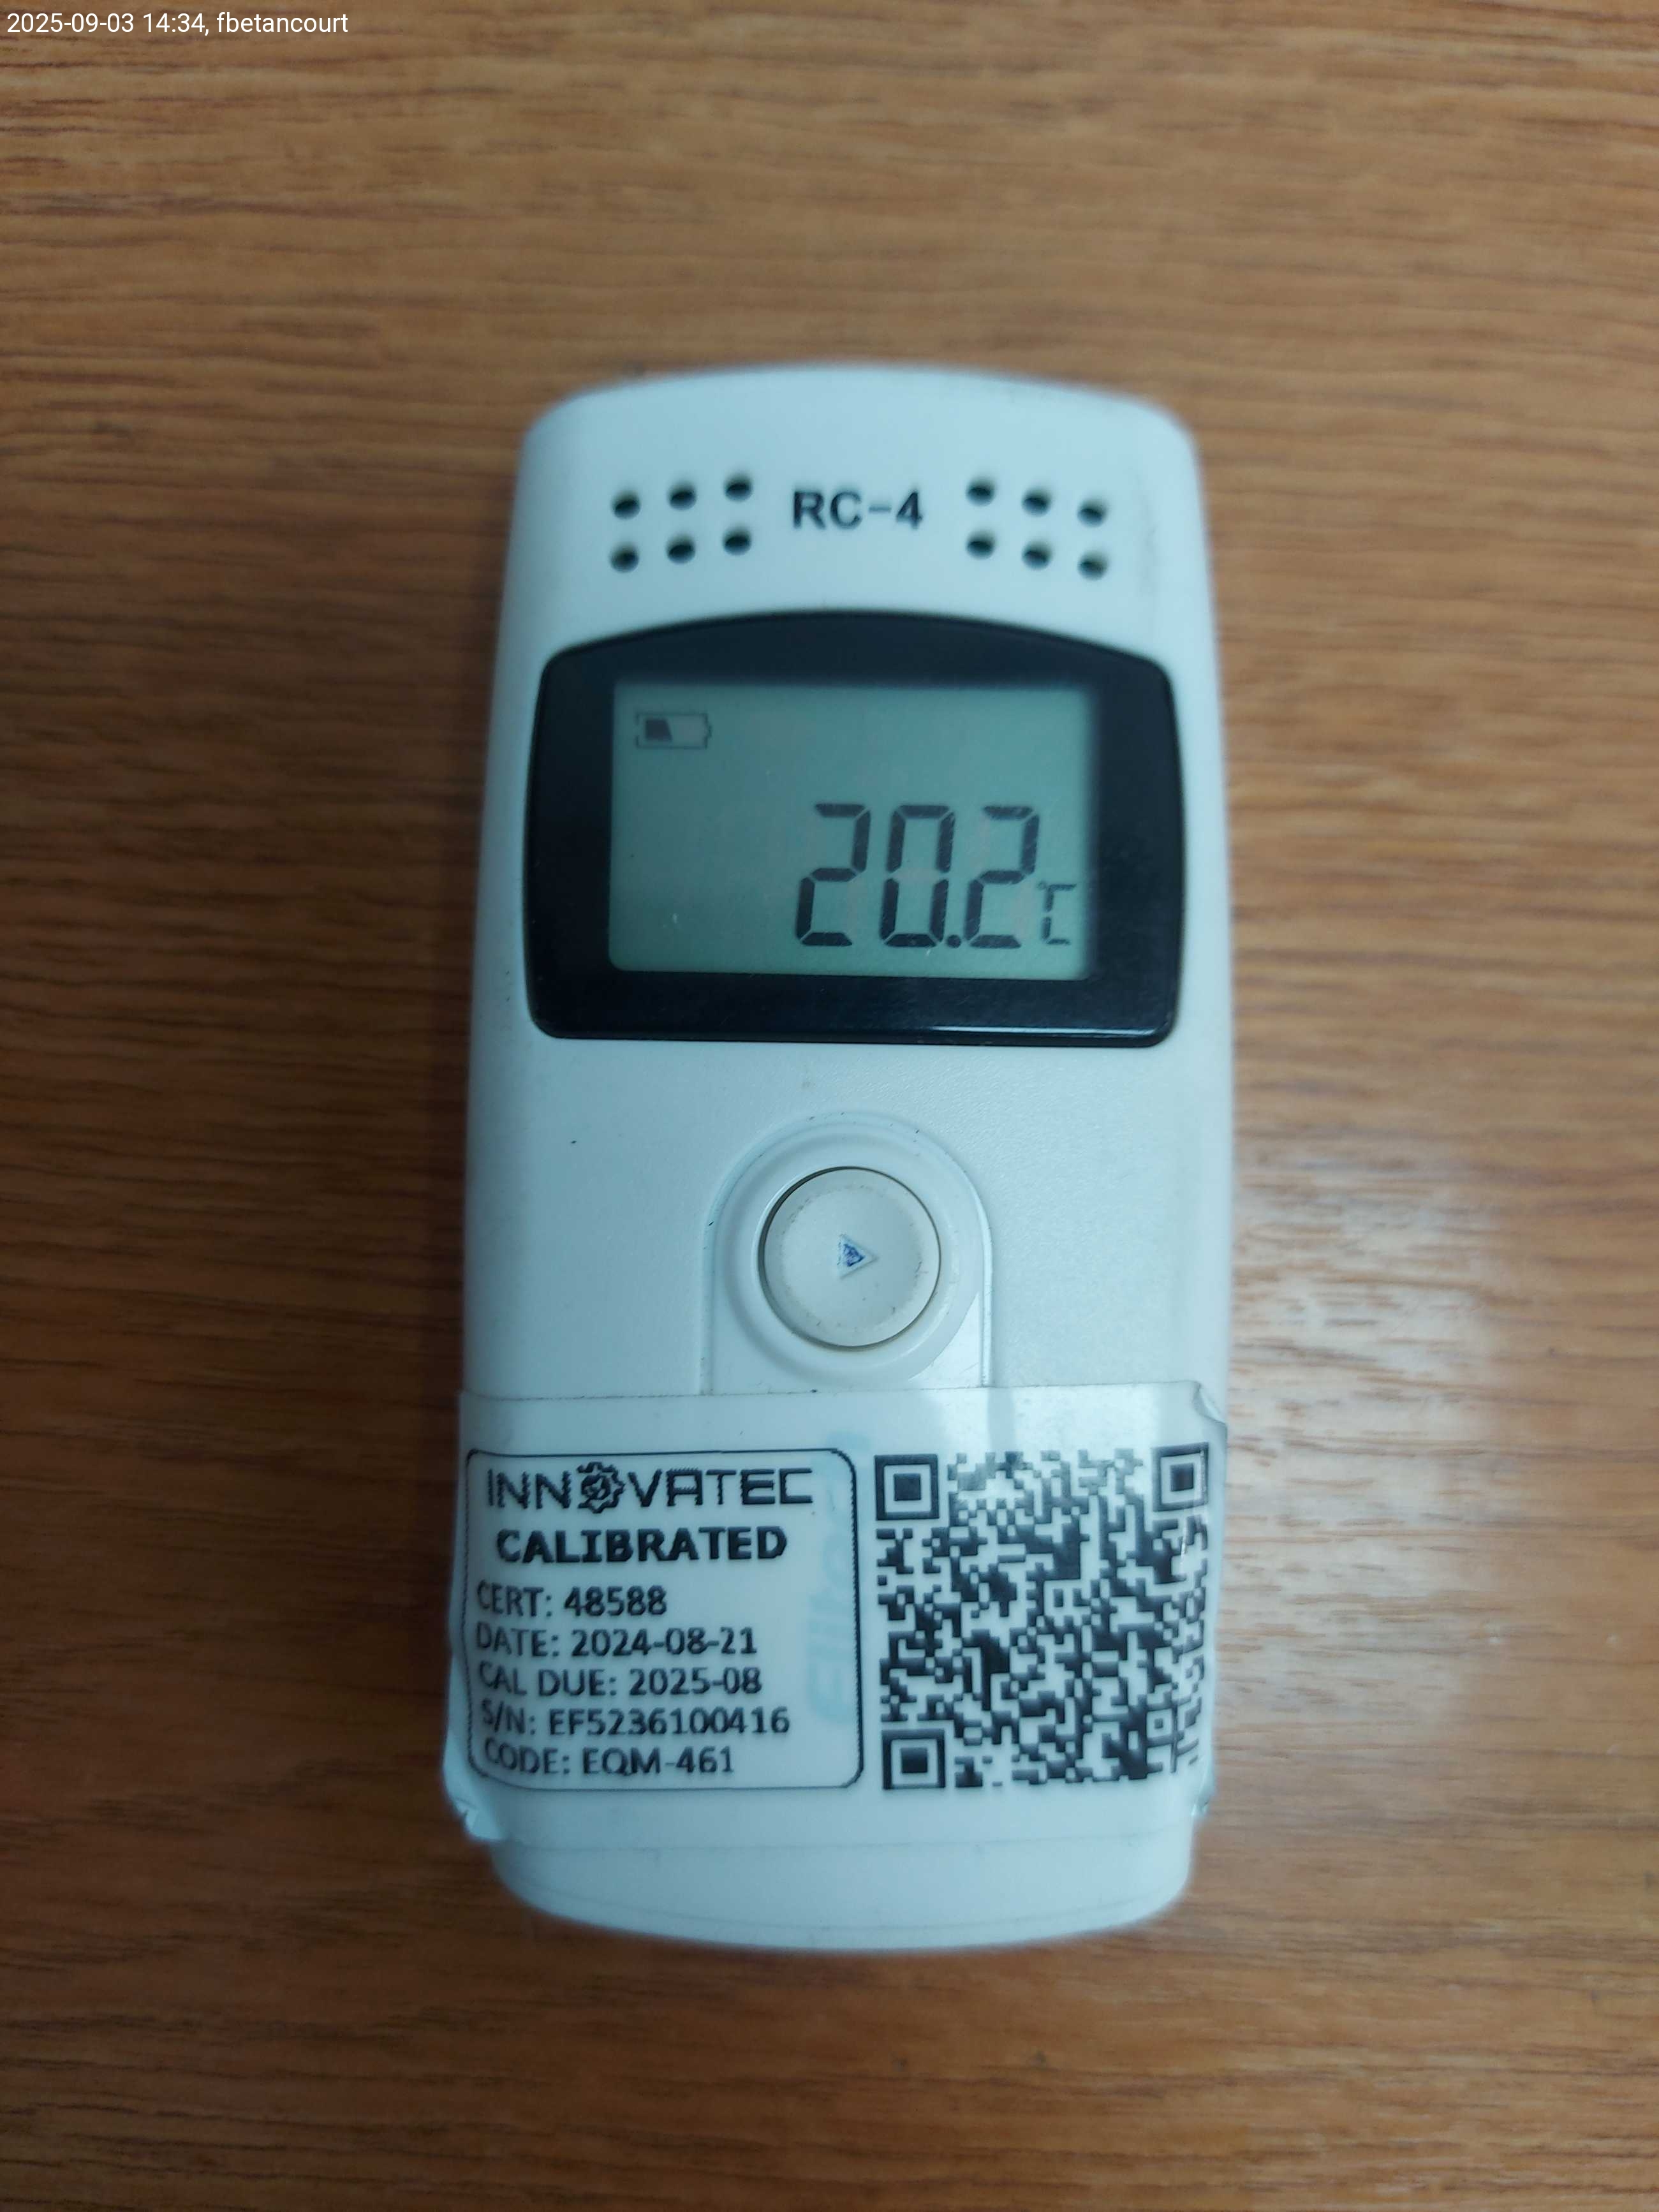 2025-09-03 14:34, fbetancourt
RC-4
20.2℃
INNOVATEC
CALIBRATED
CERT: 48588
DATE: 2024-08-21
CAL DUE: 2025-08
S/N: EF5236100416
CODE: EQM-461